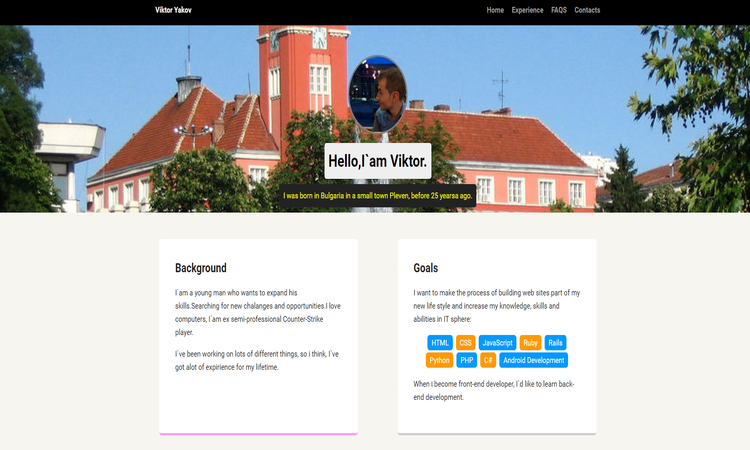 Viktor Yakov
Home Experience FAQS Contacts
Hello,I`am Viktor.
I was born in Bulgaria in a small town Pleven, before 25 yearsa ago.
Background
I`am a young man who wants to expand his
skills.Searching for new chalanges and opportunities.I love
computers, I`am ex semi-professional Counter-Strike
player.
I`ve been working on lots of different things, so i think, I`ve
got alot of expirience for my lifetime.
Goals
I want to make the process of building web sites part of my
new life style and increase my knowledge, skills and
abilities in IT sphere:
HTML CSS JavaScript Ruby Rails
Python PHP C# Android Development
When i become front-end developer, I`d like to learn back-
end development.